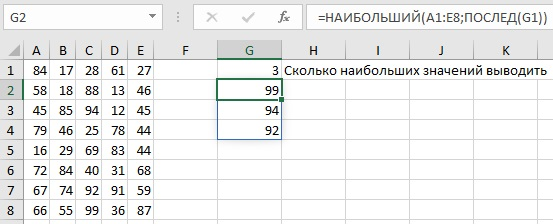 G2 =НАИБОЛЬШИЙ(A1:E8;ПОСЛЕД(G1))
A B C D E F G H I J K
1 84 17 28 61 27 3 Сколько наибольших значений выводить
2 58 18 88 13 46 99
3 45 85 94 12 45 94
4 79 46 25 78 44 92
5 16 29 69 83 44
6 72 84 40 31 68
7 67 74 92 91 59
8 66 55 99 36 87